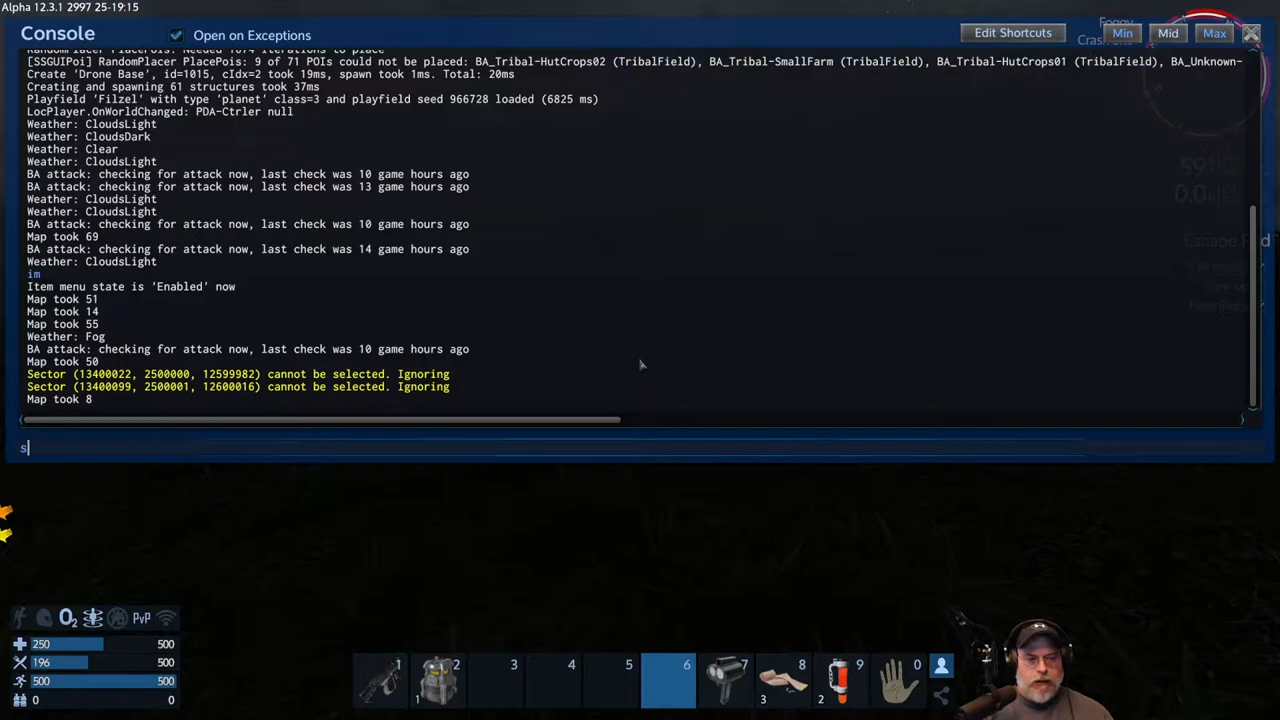 Alpha 12.3.1 2997 25-19:15
Console
Open on Exceptions
Edit Shortcuts
Min
Mid
Max
RandomPlacer PlacePois: Needed 1074 iterations to place
[SSGUIPoi] RandomPlacer PlacePois: 9 of 71 POIs could not be placed: BA_Tribal-HutCrops02 (TribalField), BA_Tribal-SmallFarm (TribalField), BA_Tribal-HutCrops01 (TribalField), BA_Unknown-
Create 'Drone Base', id=1015, cIdx=2 took 19ms, spawn took 1ms. Total: 20ms
Creating and spawning 61 structures took 37ms
Playfield 'Filzel' with type 'planet' class=3 and playfield seed 966728 loaded (6825 ms)
LocPlayer.OnWorldChanged: PDA-Ctrler null
Weather: CloudsLight
Weather: CloudsDark
Weather: Clear
Weather: CloudsLight
BA attack: checking for attack now, last check was 10 game hours ago
BA attack: checking for attack now, last check was 13 game hours ago
Weather: CloudsLight
Weather: CloudsLight
BA attack: checking for attack now, last check was 10 game hours ago
Map took 69
BA attack: checking for attack now, last check was 14 game hours ago
Weather: CloudsLight
im
Item menu state is 'Enabled' now
Map took 51
Map took 14
Map took 55
Weather: Fog
BA attack: checking for attack now, last check was 10 game hours ago
Map took 50
Sector (13400022, 2500000, 12599982) cannot be selected. Ignoring
Sector (13400099, 2500001, 12600016) cannot be selected. Ignoring
Map took 8
s
Foggy
Escape Pod
O2 PvP
250 500
196 500
500 500
0 0
1 2 3 4 5 6 7 8 9 0
1 3 2